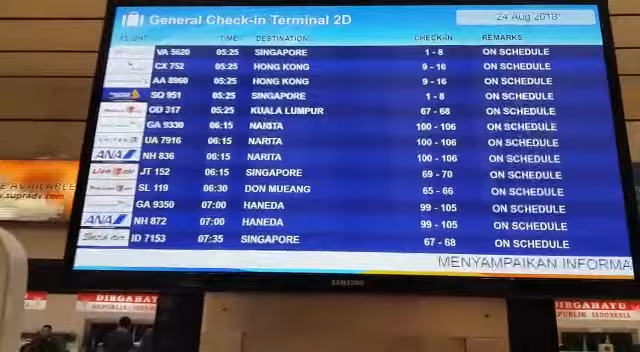 General Check-in Terminal 2D
24 Aug 2018
FLIGHT TIME DESTINATION CHECK-IN REMARKS
VA 5620 05:25 SINGAPORE 1 - 8 ON SCHEDULE
CX 752 05:25 HONG KONG 9 - 16 ON SCHEDULE
AA 8960 05:25 HONG KONG 9 - 16 ON SCHEDULE
SQ 951 05:25 SINGAPORE 1 - 8 ON SCHEDULE
OD 317 05:25 KUALA LUMPUR 67 - 68 ON SCHEDULE
GA 9330 06:15 NARITA 100 - 106 ON SCHEDULE
UNITED UA 7916 06:15 NARITA 100 - 106 ON SCHEDULE
ANA NH 836 06:15 NARITA 100 - 106 ON SCHEDULE
Lion air JT 152 06:15 SINGAPORE 69 - 70 ON SCHEDULE
SL 119 06:30 DON MUEANG 65 - 66 ON SCHEDULE
GA 9350 07:00 HANEDA 99 - 105 ON SCHEDULE
ANA NH 872 07:00 HANEDA 99 - 105 ON SCHEDULE
ID 7153 07:35 SINGAPORE 67 - 68 ON SCHEDULE
MENYAMPAIKAN INFORMA
SAMSUNG
AVAILABLE
www.supradv.com
DIRGAHAYU
REPUBLIK INDONESIA
DIRGAHAYU
PUBLIK INDONESIA